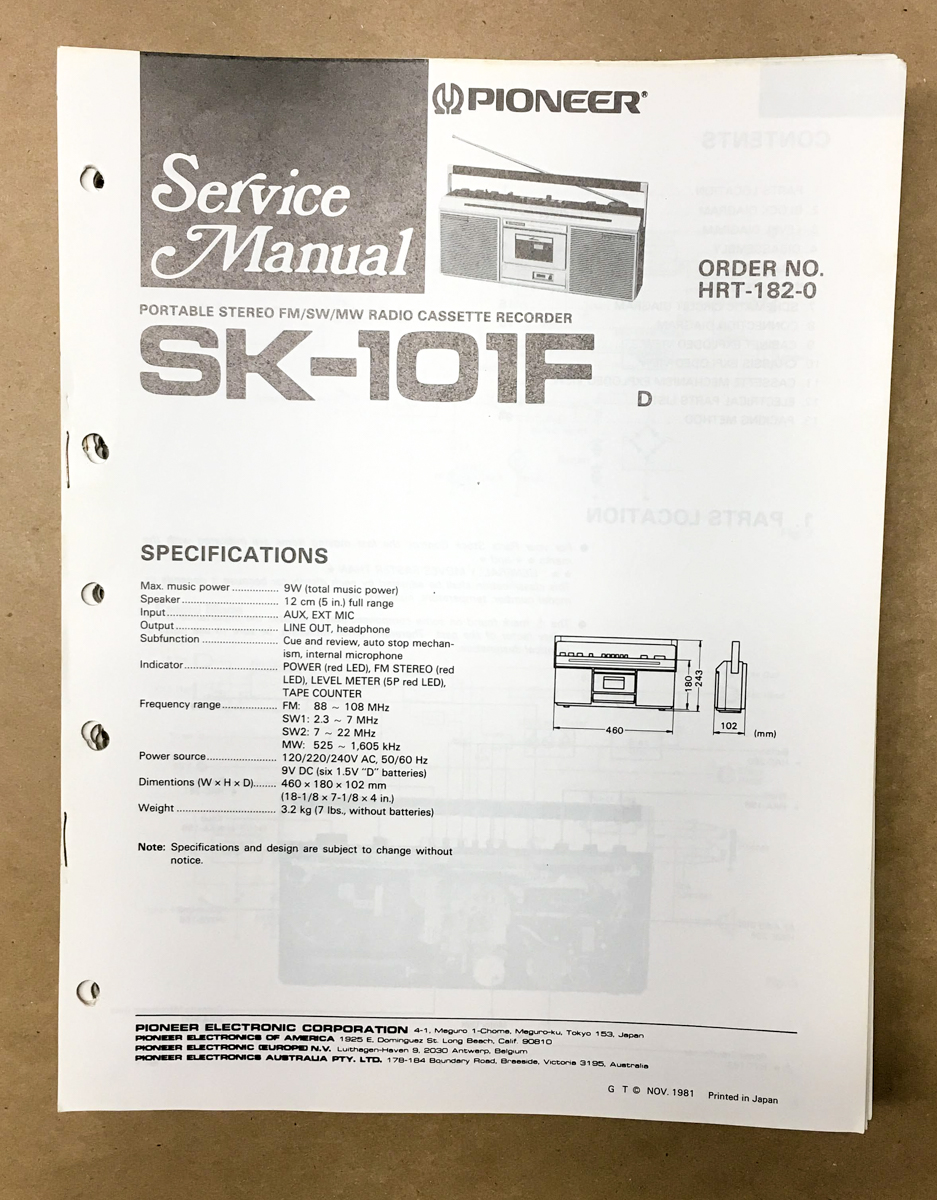 PIONEER®
Service
Manual
ORDER NO.
HRT-182-0
PORTABLE STEREO FM/SW/MW RADIO CASSETTE RECORDER
SK-101F
D
SPECIFICATIONS
Max. music power ............... 9W (total music power)
Speaker ............................. 12 cm (5 in.) full range
Input .................................. AUX, EXT MIC
Output ............................... LINE OUT, headphone
Subfunction ....................... Cue and review, auto stop mechan-
ism, internal microphone
Indicator ............................ POWER (red LED), FM STEREO (red
LED), LEVEL METER (5P red LED),
TAPE COUNTER
Frequency range ................. FM: 88 ~ 108 MHz
SW1: 2.3 ~ 7 MHz
SW2: 7 ~ 22 MHz
MW: 525 ~ 1,605 kHz
Power source ..................... 120/220/240V AC, 50/60 Hz
9V DC (six 1.5V "D" batteries)
Dimentions (W × H × D) ....... 460 × 180 × 102 mm
(18-1/8 × 7-1/8 × 4 in.)
Weight .............................. 3.2 kg (7 lbs., without batteries)
180
243
460
102
(mm)
Note: Specifications and design are subject to change without
notice.
PIONEER ELECTRONIC CORPORATION 4-1, Meguro 1-Chome, Meguro-ku, Tokyo 153, Japan
PIONEER ELECTRONICS OF AMERICA 1925 E. Dominguez St. Long Beach, Calif. 90810
PIONEER ELECTRONIC (EUROPE) N.V. Luithagen-Haven 9, 2030 Antwerp, Belgium
PIONEER ELECTRONICS AUSTRALIA PTY. LTD. 178-184 Boundary Road, Braeside, Victoria 3195, Australia
G T © NOV. 1981 Printed in Japan
CONTENTS
1. PARTS LOCATION